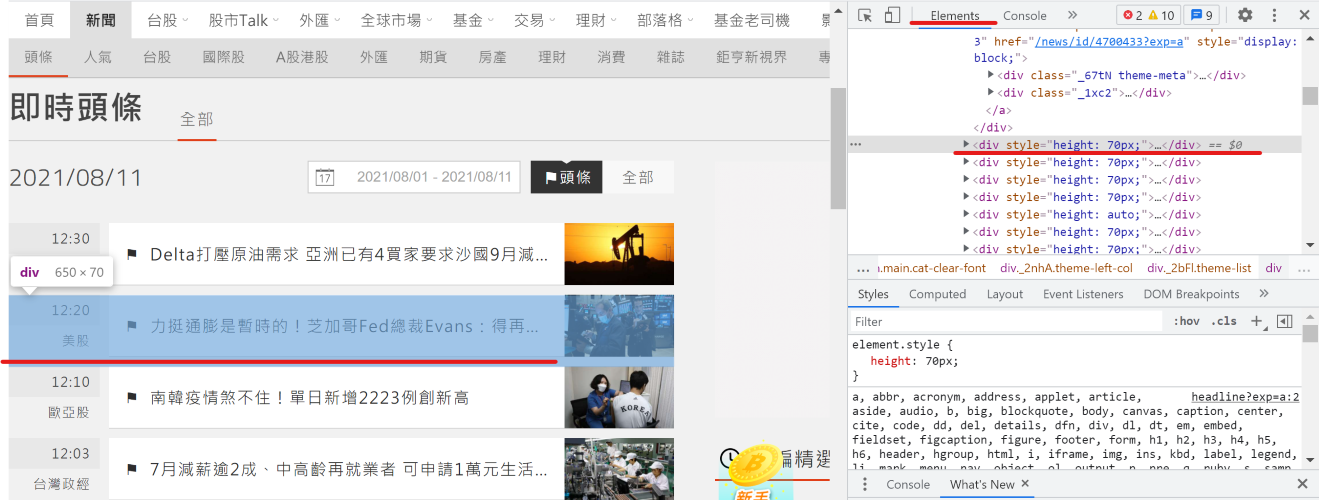 首頁 新聞 台股 股市Talk 外匯 全球市場 基金 交易 理財 部落格 基金老司機
頭條 人氣 台股 國際股 A股港股 外匯 期貨 房產 理財 消費 雜誌 鉅亨新視界
即時頭條 全部
2021/08/11 17 2021/08/01 - 2021/08/11 頭條 全部
12:30
Delta打壓原油需求 亞洲已有4買家要求沙國9月減...
div 650 × 70
12:20
美股
力挺通膨是暫時的！芝加哥Fed總裁Evans：得再...
12:10
歐亞股
南韓疫情煞不住！單日新增2223例創新高
KOREA
12:03
台灣政經
7月減薪逾2成、中高齡再就業者 可申請1萬元生活...
編精選
B
新手
Elements Console 2 10 9
3" href="/news/id/4700433?exp=a" style="display:
block;">
<div class="_67tN theme-meta">…</div>
<div class="_1xc2">…</div>
</a>
</div>
<div style="height: 70px;">…</div> == $0
<div style="height: 70px;">…</div>
<div style="height: 70px;">…</div>
<div style="height: 70px;">…</div>
<div style="height: auto;">…</div>
<div style="height: 70px;">…</div>
<div style="height: 70px;">…</div>
... .main.cat-clear-font div._2nhA.theme-left-col div._2bFl.theme-list div ...
Styles Computed Layout Event Listeners DOM Breakpoints
Filter :hov .cls +
element.style {
height: 70px;
}
a, abbr, acronym, address, applet, article, headline?exp=a:2
aside, audio, b, big, blockquote, body, canvas, caption, center,
cite, code, dd, del, details, dfn, div, dl, dt, em, embed,
fieldset, figcaption, figure, footer, form, h1, h2, h3, h4, h5,
h6, header, hgroup, html, i, iframe, img, ins, kbd, label, legend,
li, mark, menu, nav, object, ol, output, p, pre, q, ruby, s, samp,
Console What's New